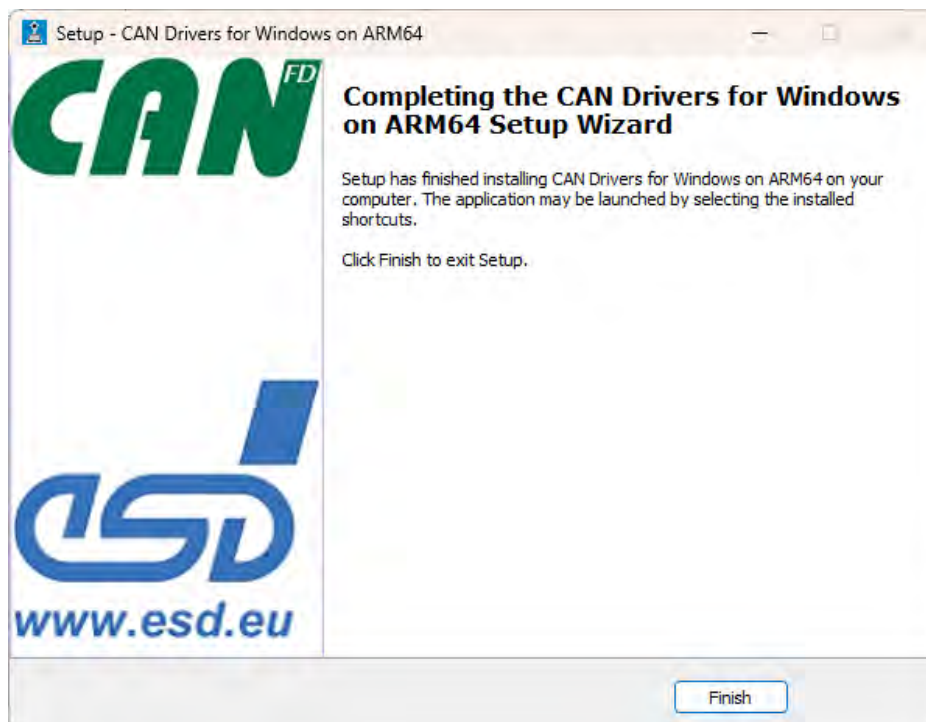 Setup - CAN Drivers for Windows on ARM64
CAN FD
Completing the CAN Drivers for Windows
on ARM64 Setup Wizard
Setup has finished installing CAN Drivers for Windows on ARM64 on your
computer. The application may be launched by selecting the installed
shortcuts.
Click Finish to exit Setup.
esd
www.esd.eu
Finish